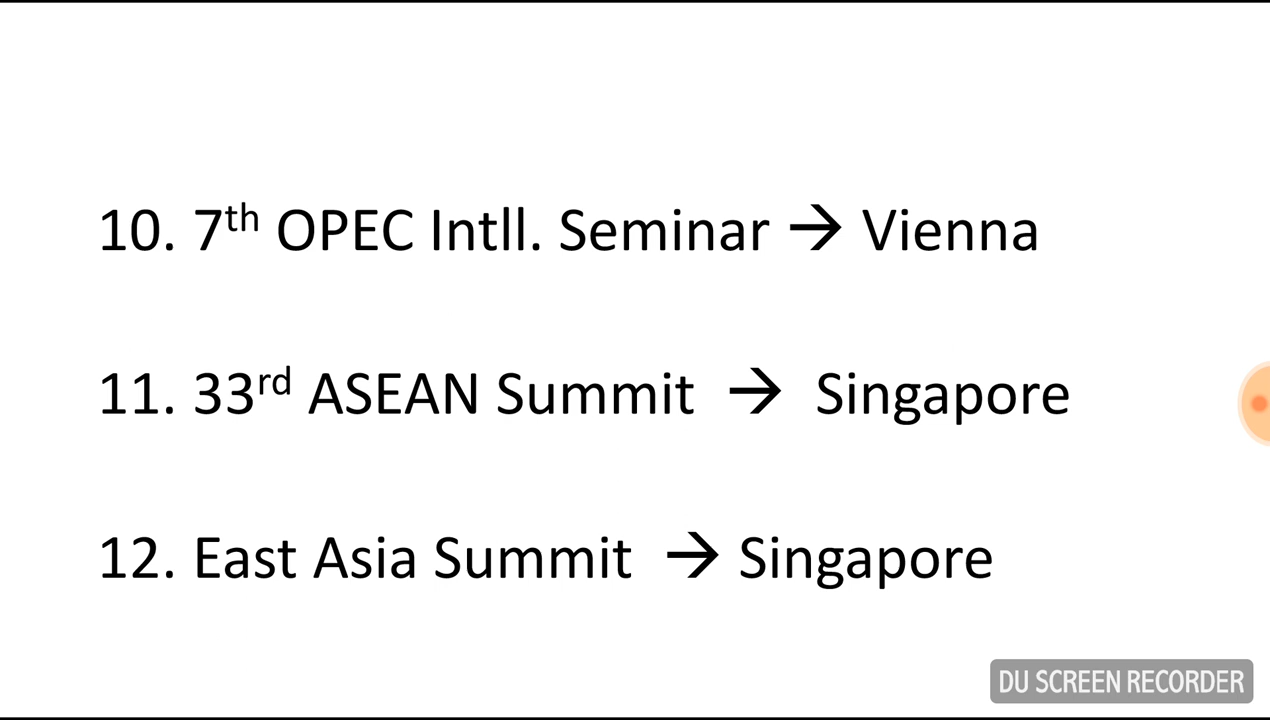 10. 7th OPEC Intll. Seminar → Vienna
11. 33rd ASEAN Summit → Singapore
12. East Asia Summit → Singapore
DU SCREEN RECORDER